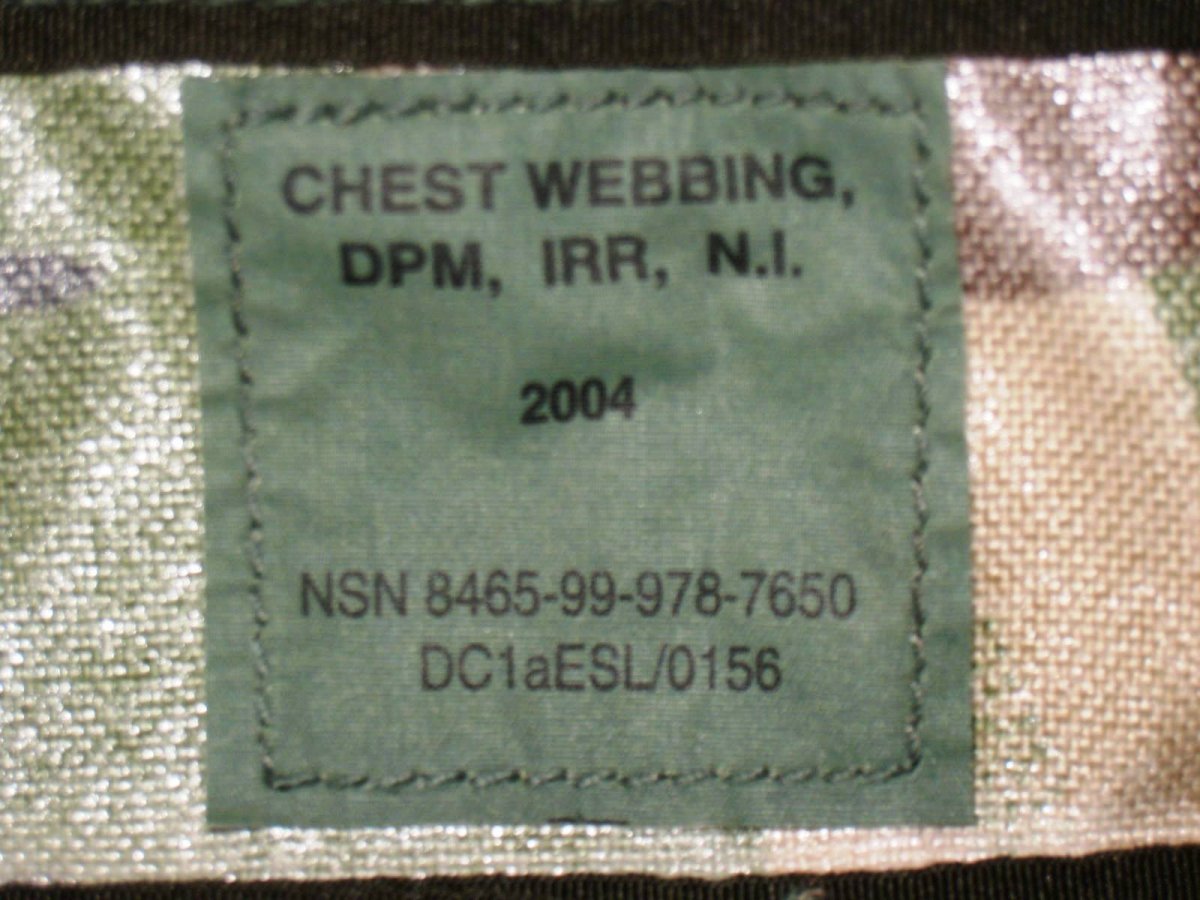 CHEST WEBBING,
DPM, IRR, N.I.
2004
NSN 8465-99-978-7650
DC1aESL/0156